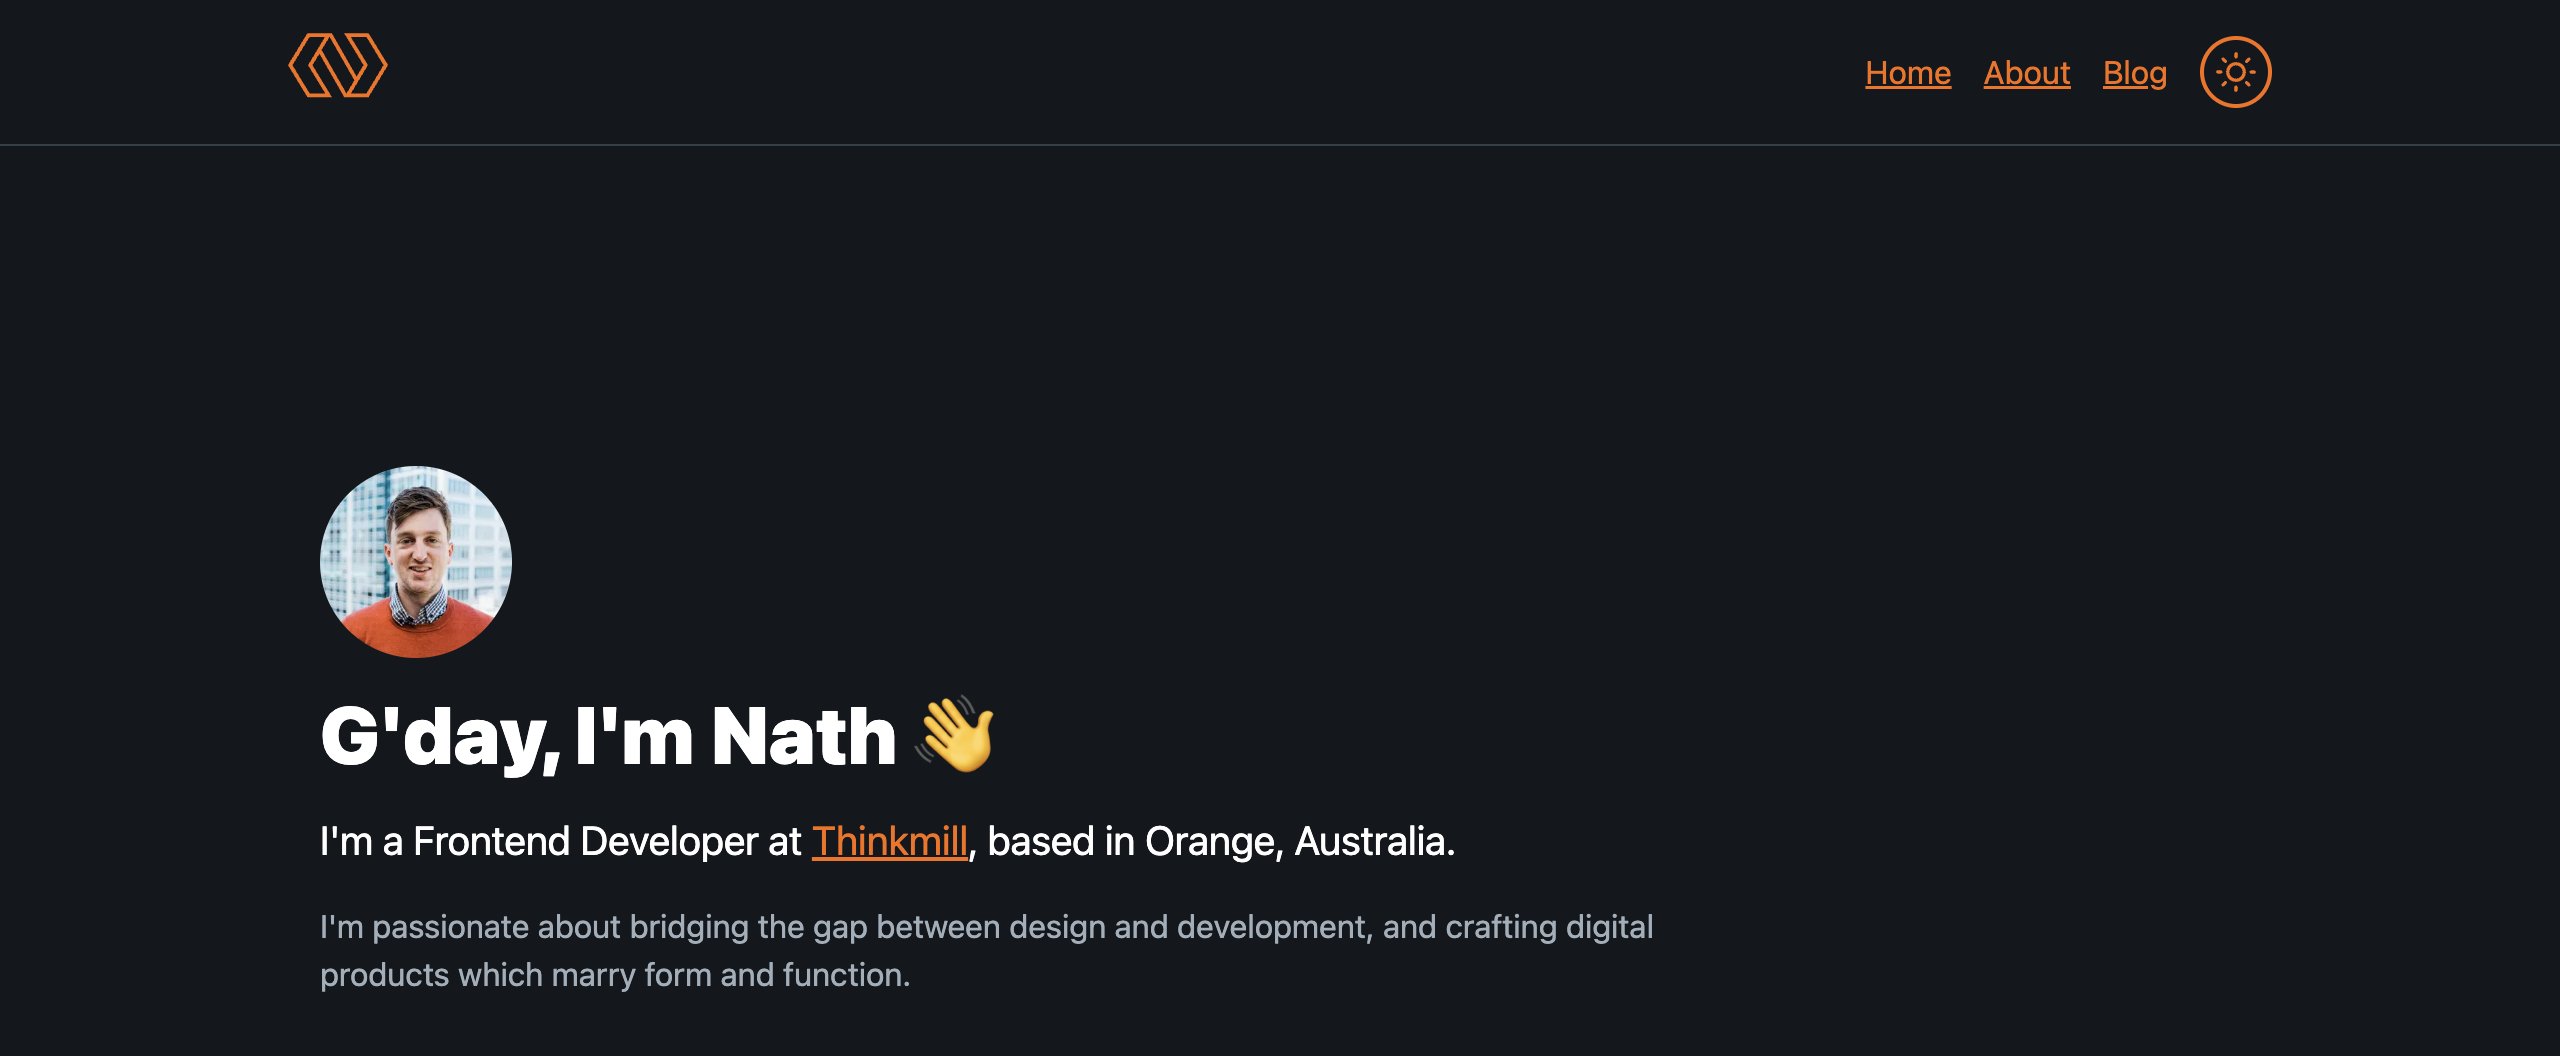 Home About Blog
G'day, I'm Nath 👋
I'm a Frontend Developer at Thinkmill, based in Orange, Australia.
I'm passionate about bridging the gap between design and development, and crafting digital
products which marry form and function.